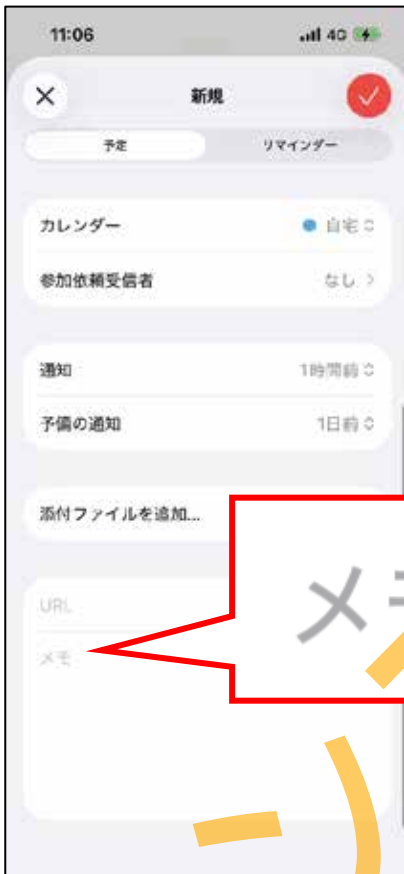 11:06 4G
新規
予定 リマインダー
カレンダー 自宅
参加依頼受信者 なし
通知 1時間前
予備の通知 1日前
添付ファイルを追加...
URL
メモ
メモ